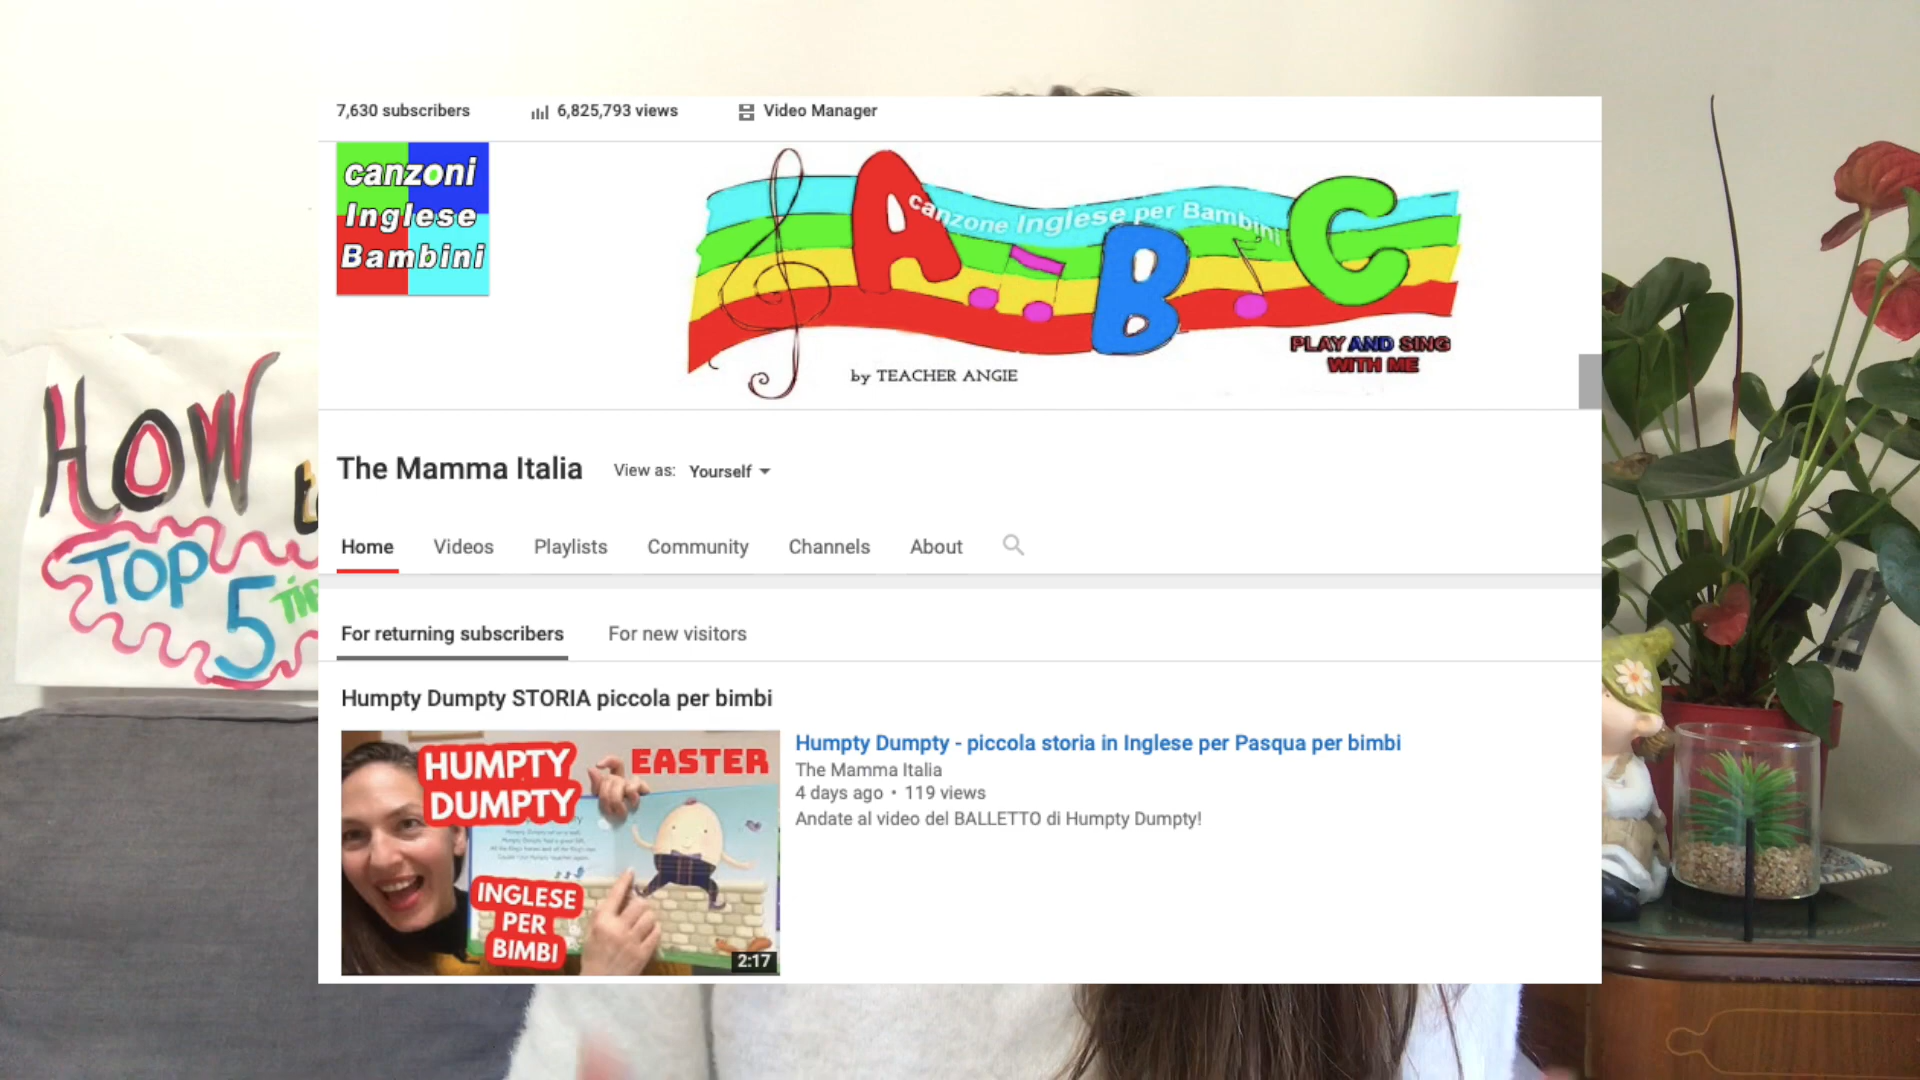 7,630 subscribers
6,825,793 views
Video Manager
canzoni
Inglese
Bambini
A B C
canzone Inglese per Bambini
PLAY AND SING
WITH ME
by TEACHER ANGIE
The Mamma Italia
View as: Yourself
Home
Videos
Playlists
Community
Channels
About
HOW
TOP
5
For returning subscribers
For new visitors
Humpty Dumpty STORIA piccola per bimbi
HUMPTY
DUMPTY
EASTER
INGLESE
PER
BIMBI
2:17
Humpty Dumpty - piccola storia in Inglese per Pasqua per bimbi
The Mamma Italia
4 days ago • 119 views
Andate al video del BALLETTO di Humpty Dumpty!